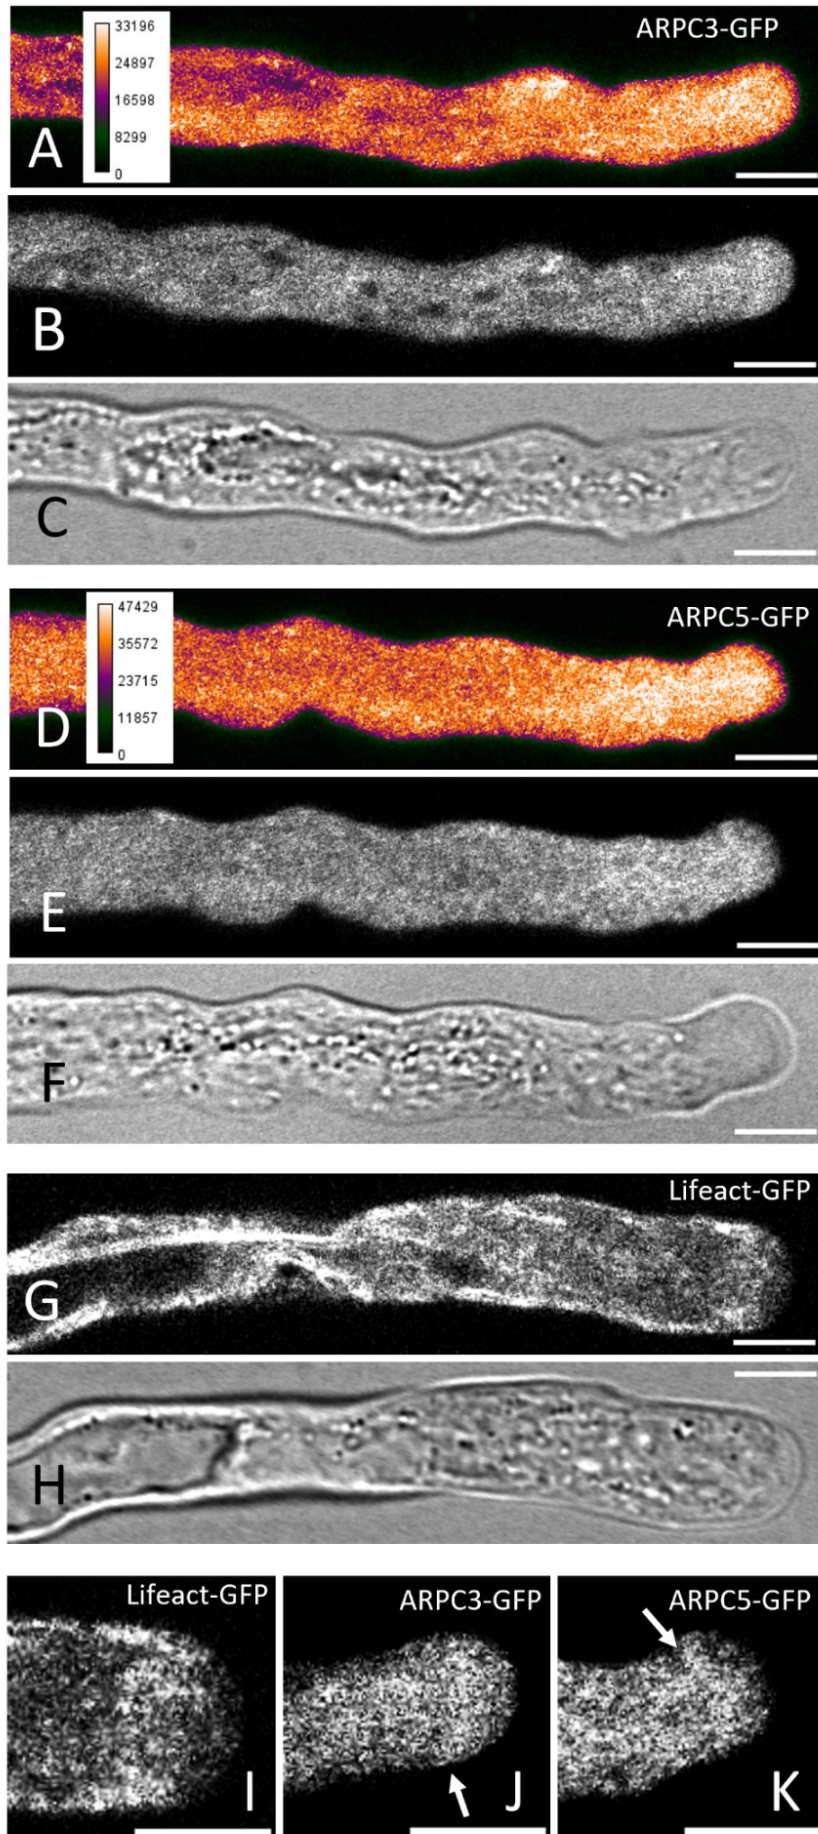 33196
ARPC3-GFP
24897
16598
8299
0
A
B
C
47429
ARPC5-GFP
35572
23715
11857
0
D
E
F
Lifeact-GFP
G
H
Lifeact-GFP
ARPC3-GFP
ARPC5-GFP
I
J
K